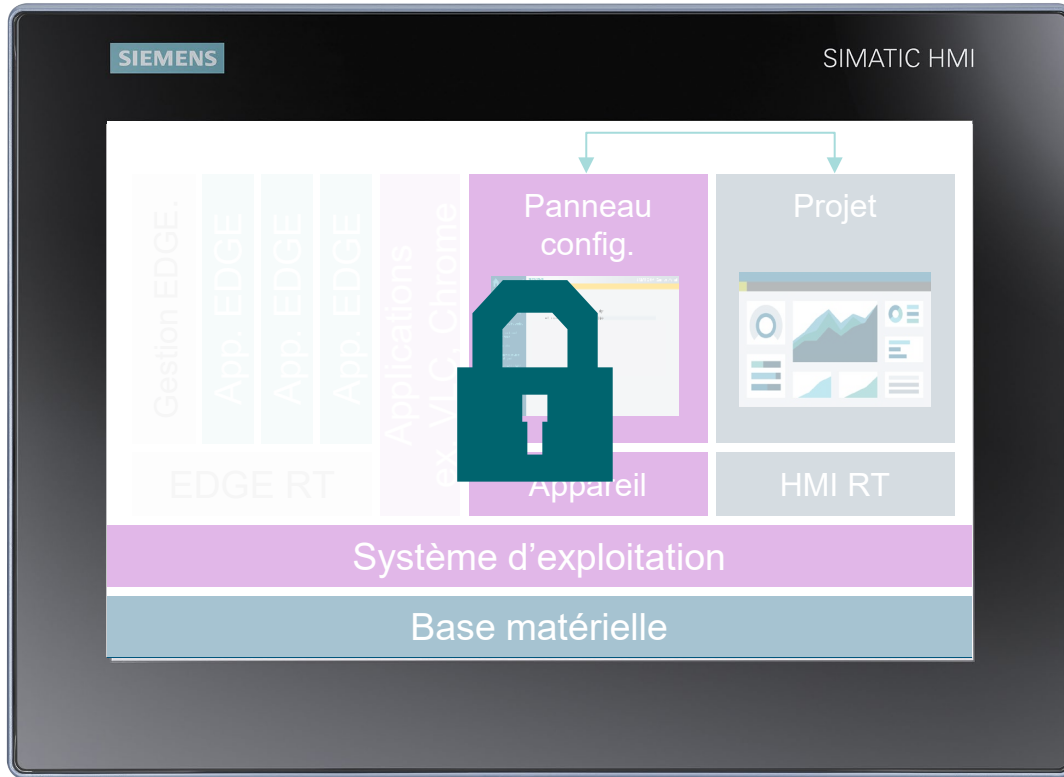 SIEMENS
SIMATIC HMI
Gestion EDGE.
App. EDGE
App. EDGE
App. EDGE
Applications
ex. VLC, Chrome
Panneau
config.
Projet
EDGE RT
Appareil
HMI RT
Système d’exploitation
Base matérielle